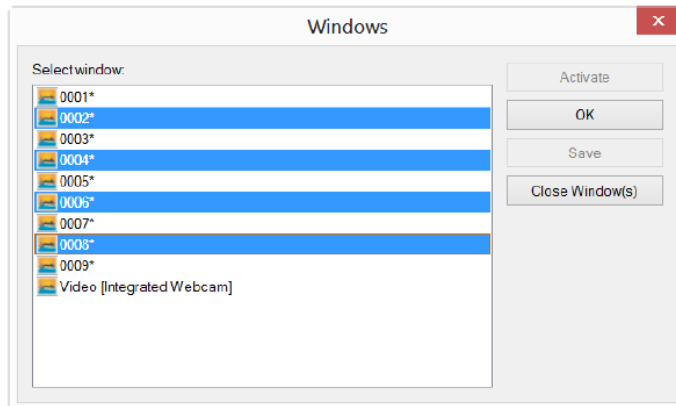 Windows
x
Select window:
0001*
0002*
0003*
0004*
0005*
0006*
0007*
0008*
0009*
Video [Integrated Webcam]
Activate
OK
Save
Close Window(s)